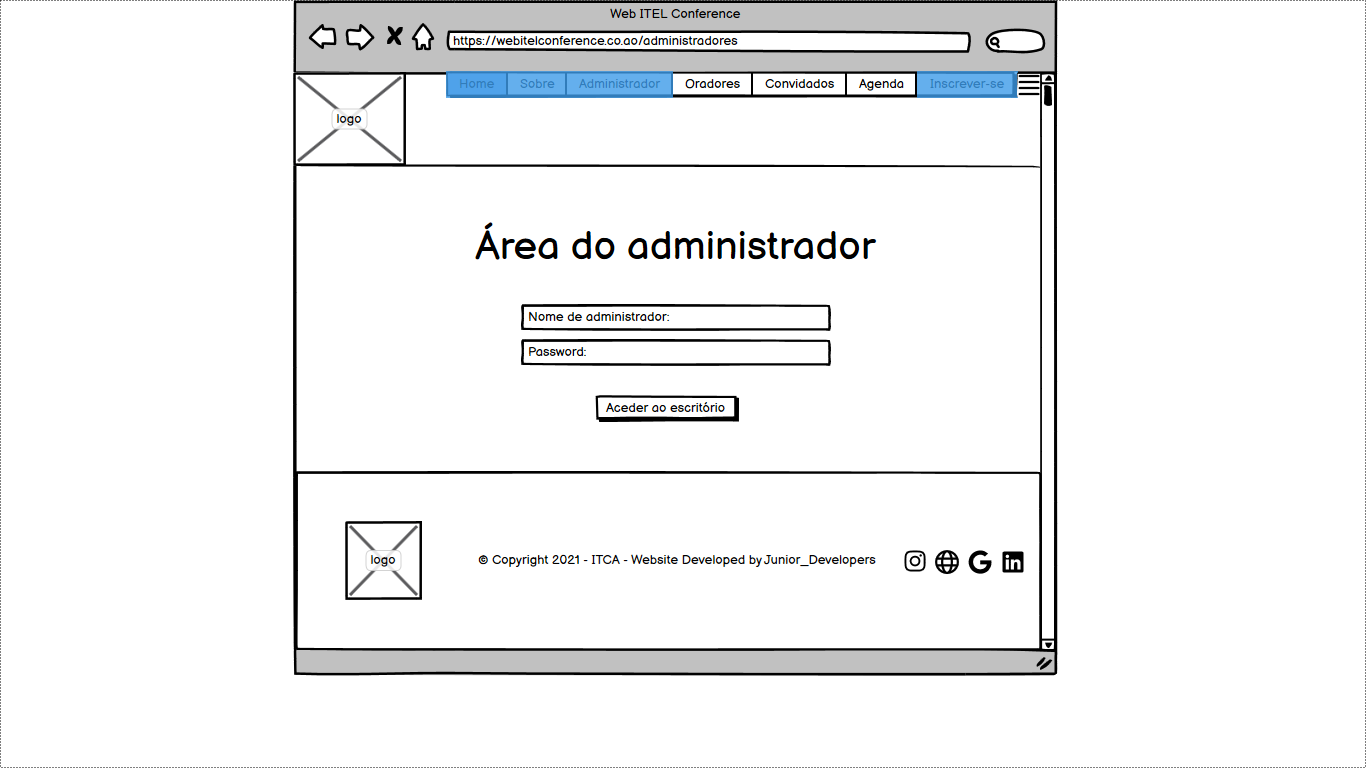 Web ITEL Conference
https://webitelconference.co.ao/administradores
Home Sobre Administrador Oradores Convidados Agenda Inscrever-se
logo
Área do administrador
Nome de administrador:
Password:
Aceder ao escritório
logo
© Copyright 2021 - ITCA - Website Developed by Junior_Developers